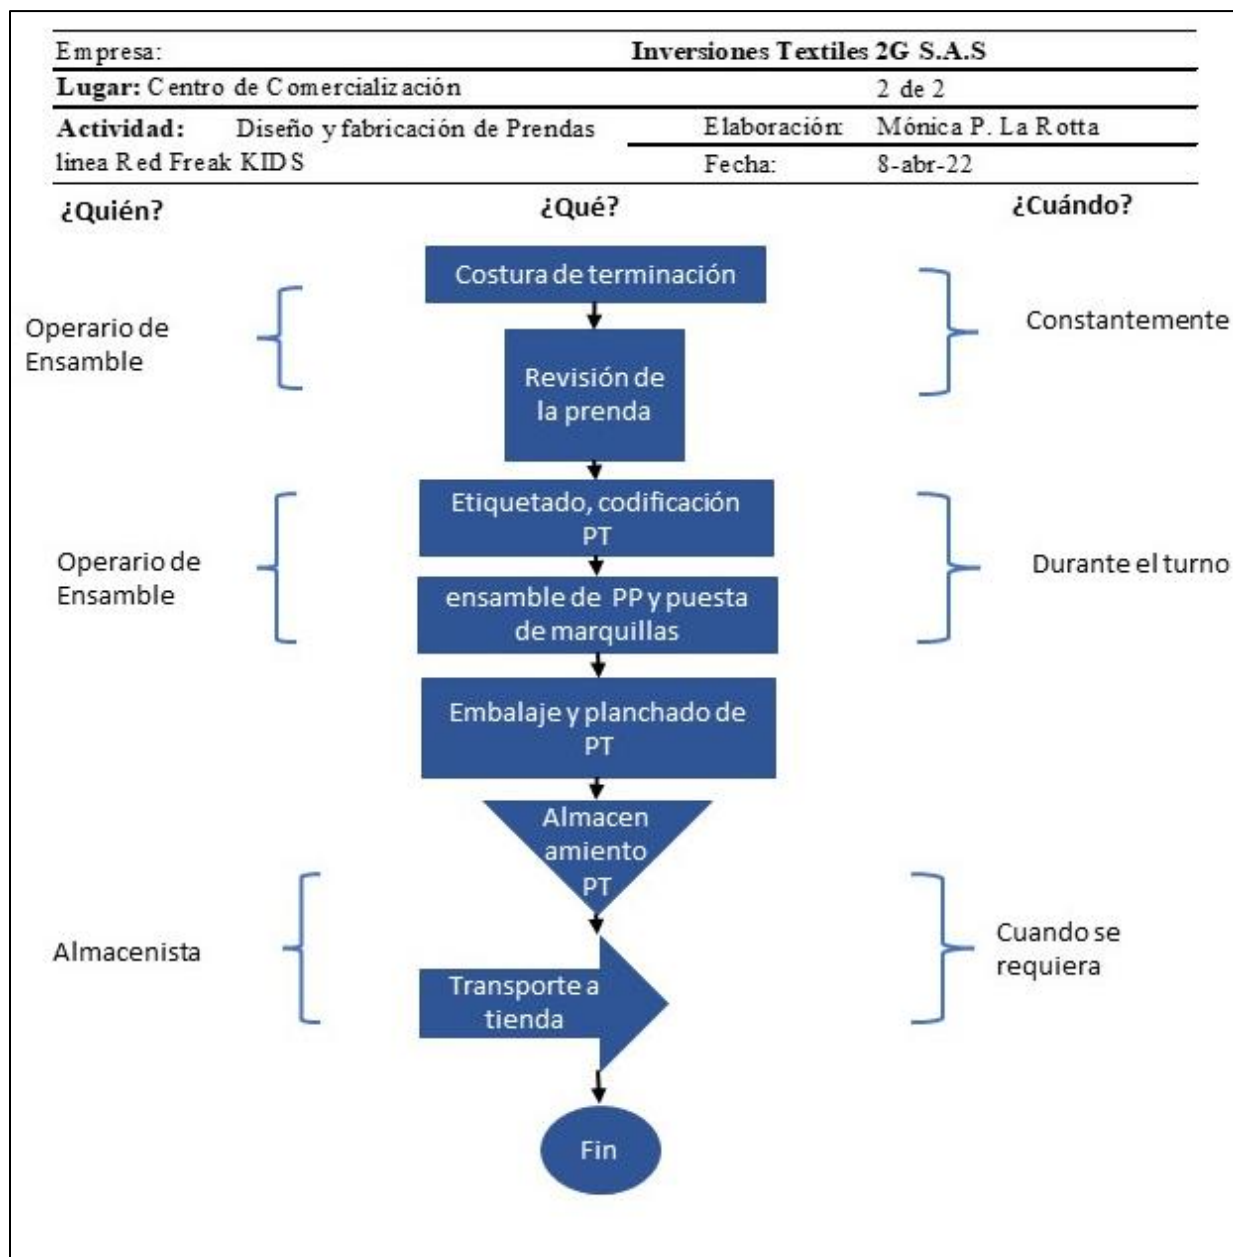 Empresa: Inversiones Textiles 2G S.A.S
Lugar: Centro de Comercialización 2 de 2
Actividad: Diseño y fabricación de Prendas
linea Red Freak KIDS
Elaboración: Mónica P. La Rotta
Fecha: 8-abr-22
¿Quién? ¿Qué? ¿Cuándo?
Costura de terminación
Operario de
Ensamble
Constantemente
Revisión de
la prenda
Etiquetado, codificación
PT
Operario de
Ensamble
Durante el turno
ensamble de PP y puesta
de marquillas
Embalaje y planchado de
PT
Almacen
amiento
PT
Almacenista
Cuando se
requiera
Transporte a
tienda
Fin